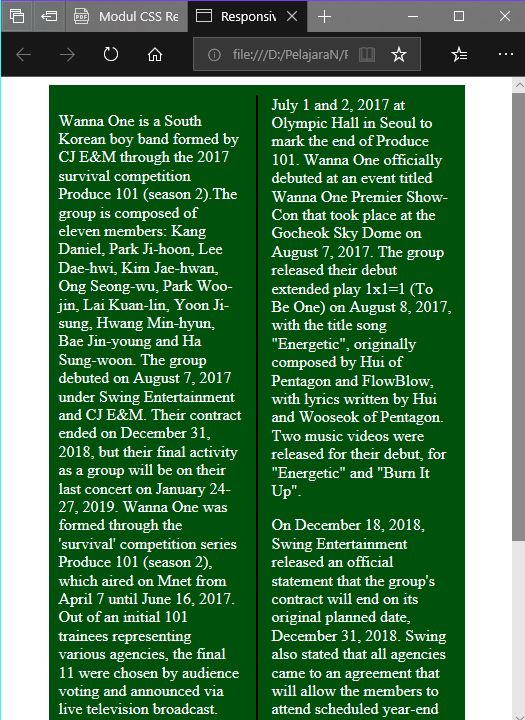 Modul CSS Re
Responsiv
file:///D:/PelajaraN/F
Wanna One is a South
Korean boy band formed by
CJ E&M through the 2017
survival competition
Produce 101 (season 2).The
group is composed of
eleven members: Kang
Daniel, Park Ji-hoon, Lee
Dae-hwi, Kim Jae-hwan,
Ong Seong-wu, Park Woo-
jin, Lai Kuan-lin, Yoon Ji-
sung, Hwang Min-hyun,
Bae Jin-young and Ha
Sung-woon. The group
debuted on August 7, 2017
under Swing Entertainment
and CJ E&M. Their contract
ended on December 31,
2018, but their final activity
as a group will be on their
last concert on January 24-
27, 2019. Wanna One was
formed through the
'survival' competition series
Produce 101 (season 2),
which aired on Mnet from
April 7 until June 16, 2017.
Out of an initial 101
trainees representing
various agencies, the final
11 were chosen by audience
voting and announced via
live television broadcast.
July 1 and 2, 2017 at
Olympic Hall in Seoul to
mark the end of Produce
101. Wanna One officially
debuted at an event titled
Wanna One Premier Show-
Con that took place at the
Gocheok Sky Dome on
August 7, 2017. The group
released their debut
extended play 1x1=1 (To
Be One) on August 8, 2017,
with the title song
"Energetic", originally
composed by Hui of
Pentagon and FlowBlow,
with lyrics written by Hui
and Wooseok of Pentagon.
Two music videos were
released for their debut, for
"Energetic" and "Burn It
Up".
On December 18, 2018,
Swing Entertainment
released an official
statement that the group's
contract will end on its
original planned date,
December 31, 2018. Swing
also stated that all agencies
came to an agreement that
will allow the members to
attend scheduled year-end